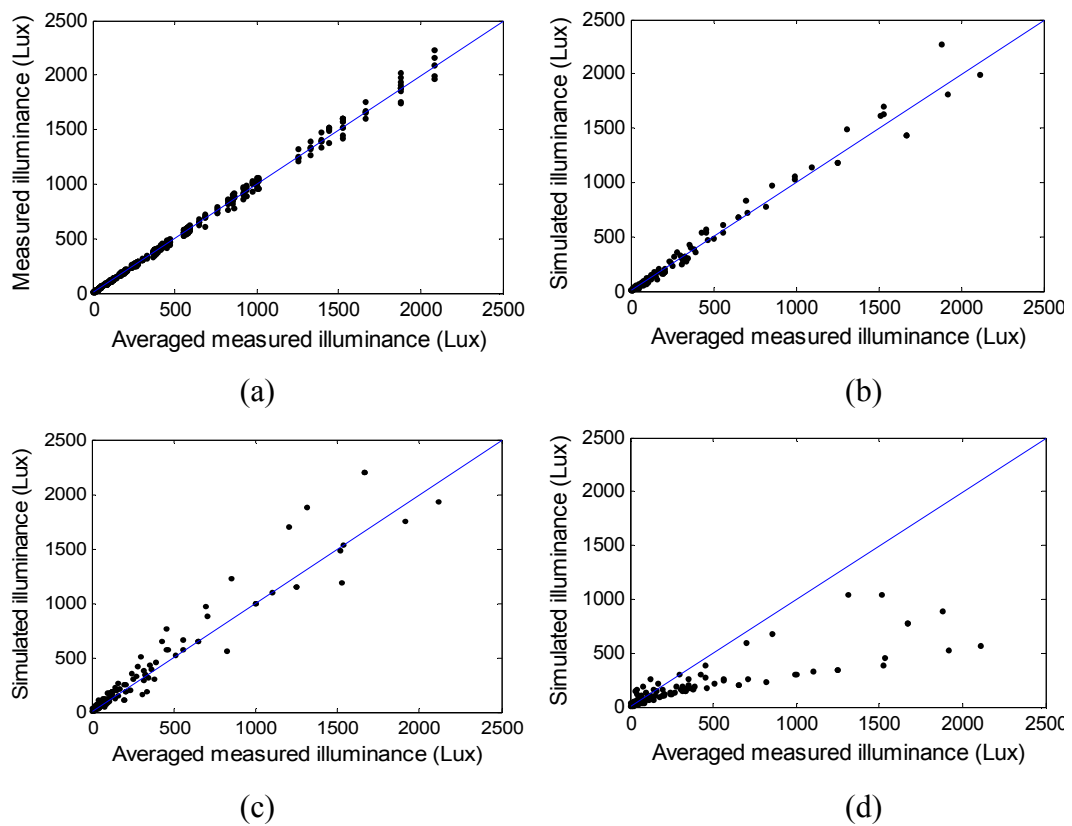 2500
2000
1500
1000
500
0
Measured illuminance (Lux)
0 500 1000 1500 2000 2500
Averaged measured illuminance (Lux)
(a)
2500
2000
1500
1000
500
0
Simulated illuminance (Lux)
0 500 1000 1500 2000 2500
Averaged measured illuminance (Lux)
(b)
2500
2000
1500
1000
500
0
Simulated illuminance (Lux)
0 500 1000 1500 2000 2500
Averaged measured illuminance (Lux)
(c)
2500
2000
1500
1000
500
0
Simulated illuminance (Lux)
0 500 1000 1500 2000 2500
Averaged measured illuminance (Lux)
(d)